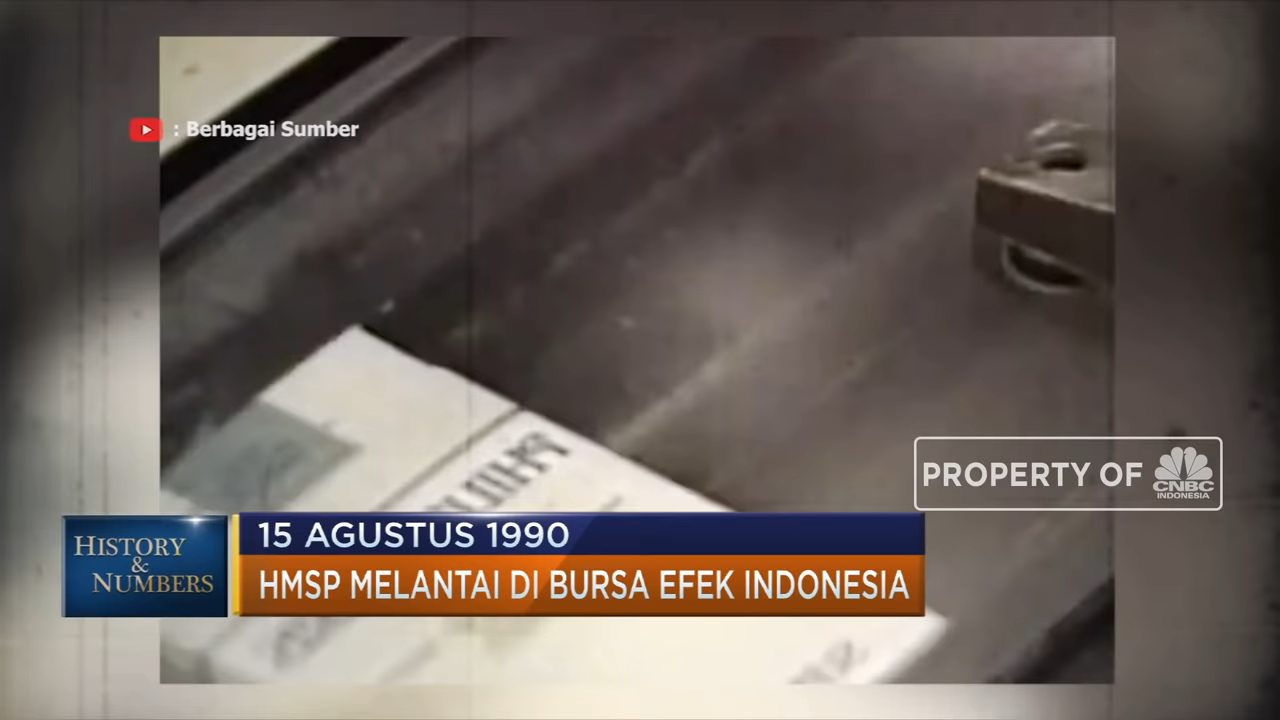 : Berbagai Sumber
PROPERTY OF CNBC
INDONESIA
HISTORY
&
NUMBERS
15 AGUSTUS 1990
HMSP MELANTAI DI BURSA EFEK INDONESIA